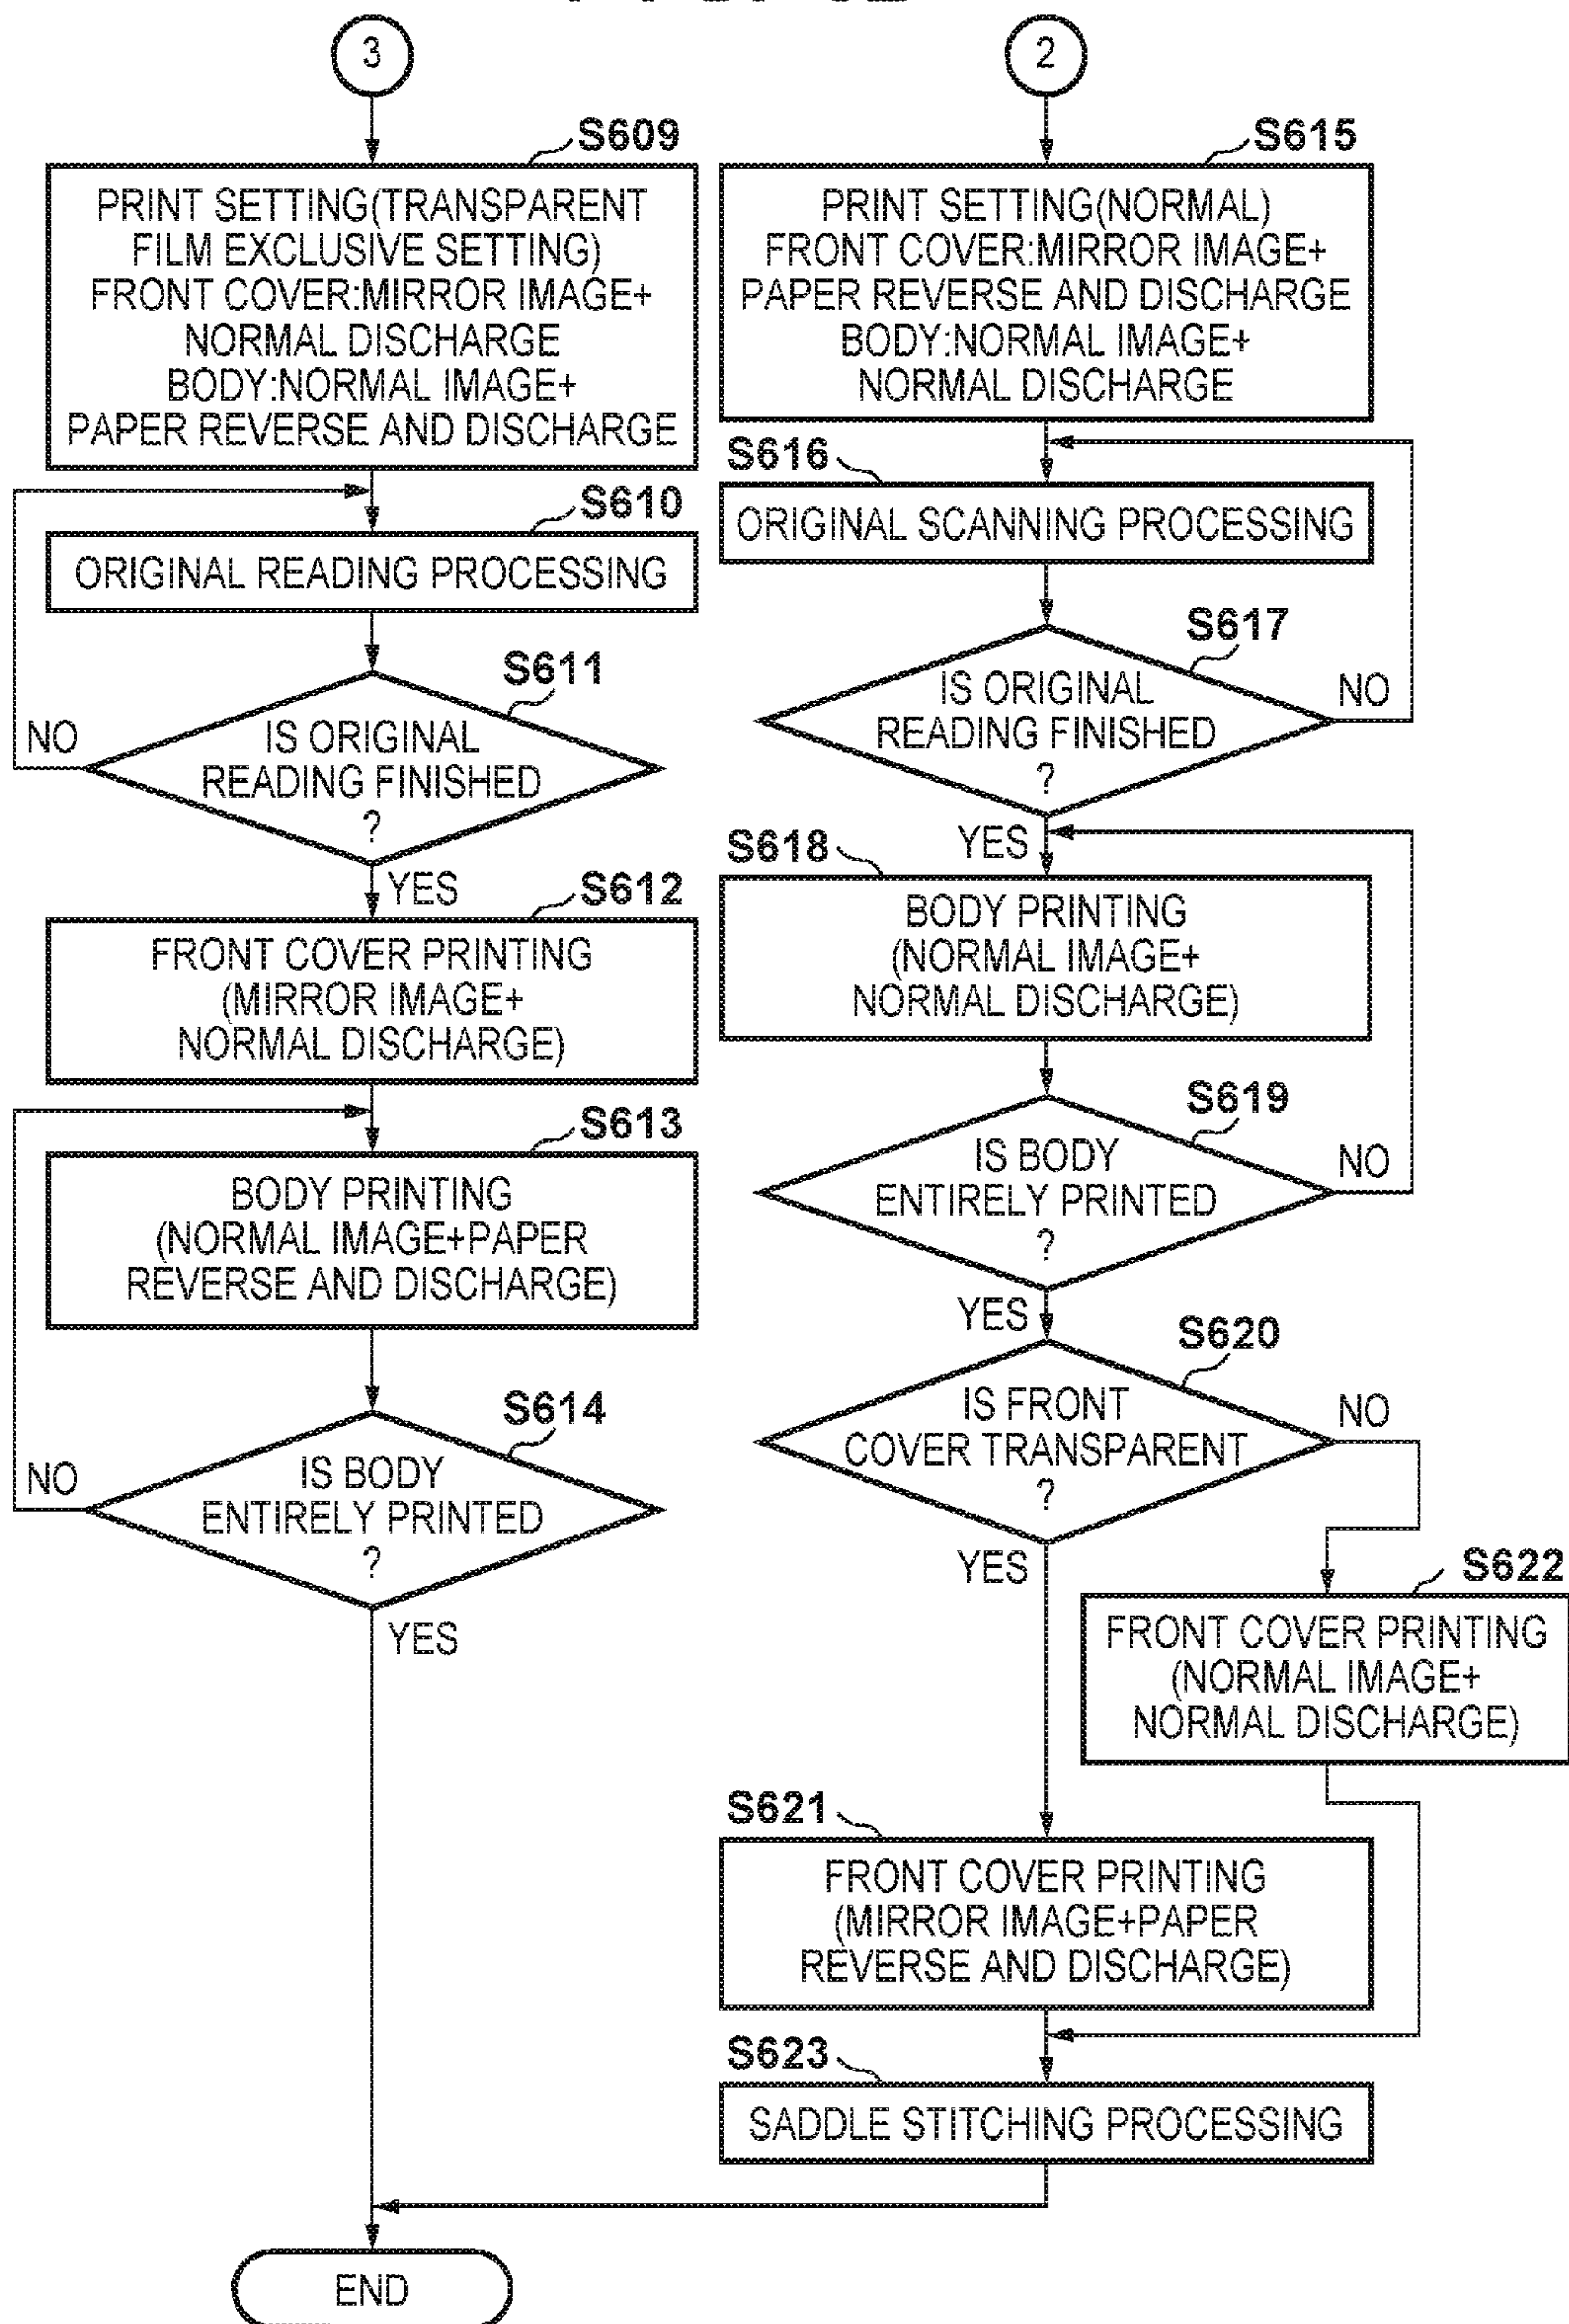 3
S609
PRINT SETTING(TRANSPARENT
FILM EXCLUSIVE SETTING)
FRONT COVER:MIRROR IMAGE+
NORMAL DISCHARGE
BODY:NORMAL IMAGE+
PAPER REVERSE AND DISCHARGE
S610
ORIGINAL READING PROCESSING
S611
IS ORIGINAL
READING FINISHED
?
NO
YES
S612
FRONT COVER PRINTING
(MIRROR IMAGE+
NORMAL DISCHARGE)
S613
BODY PRINTING
(NORMAL IMAGE+PAPER
REVERSE AND DISCHARGE)
S614
IS BODY
ENTIRELY PRINTED
?
NO
YES
2
S615
PRINT SETTING(NORMAL)
FRONT COVER:MIRROR IMAGE+
PAPER REVERSE AND DISCHARGE
BODY:NORMAL IMAGE+
NORMAL DISCHARGE
S616
ORIGINAL SCANNING PROCESSING
S617
IS ORIGINAL
READING FINISHED
?
NO
YES
S618
BODY PRINTING
(NORMAL IMAGE+
NORMAL DISCHARGE)
S619
IS BODY
ENTIRELY PRINTED
?
NO
YES
S620
IS FRONT
COVER TRANSPARENT
?
NO
YES
S622
FRONT COVER PRINTING
(NORMAL IMAGE+
NORMAL DISCHARGE)
S621
FRONT COVER PRINTING
(MIRROR IMAGE+PAPER
REVERSE AND DISCHARGE)
S623
SADDLE STITCHING PROCESSING
END